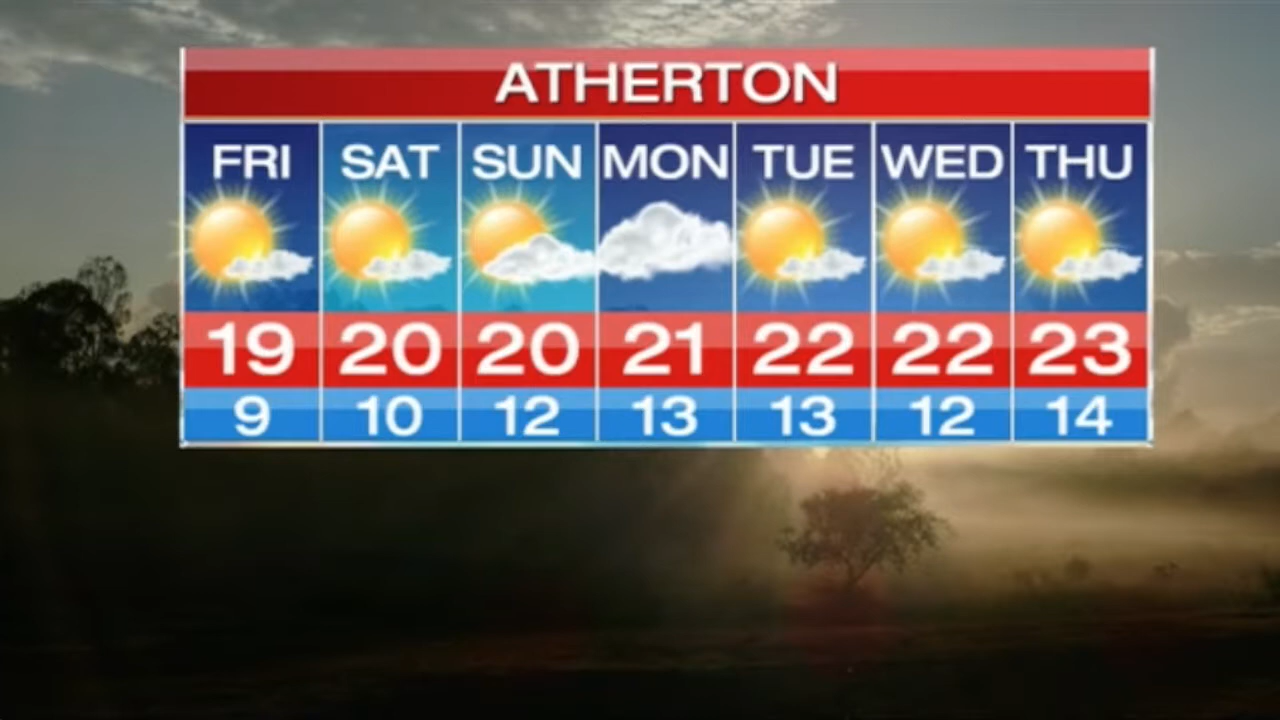 ATHERTON
FRI SAT SUN MON TUE WED THU
19 20 20 21 22 22 23
9 10 12 13 13 12 14